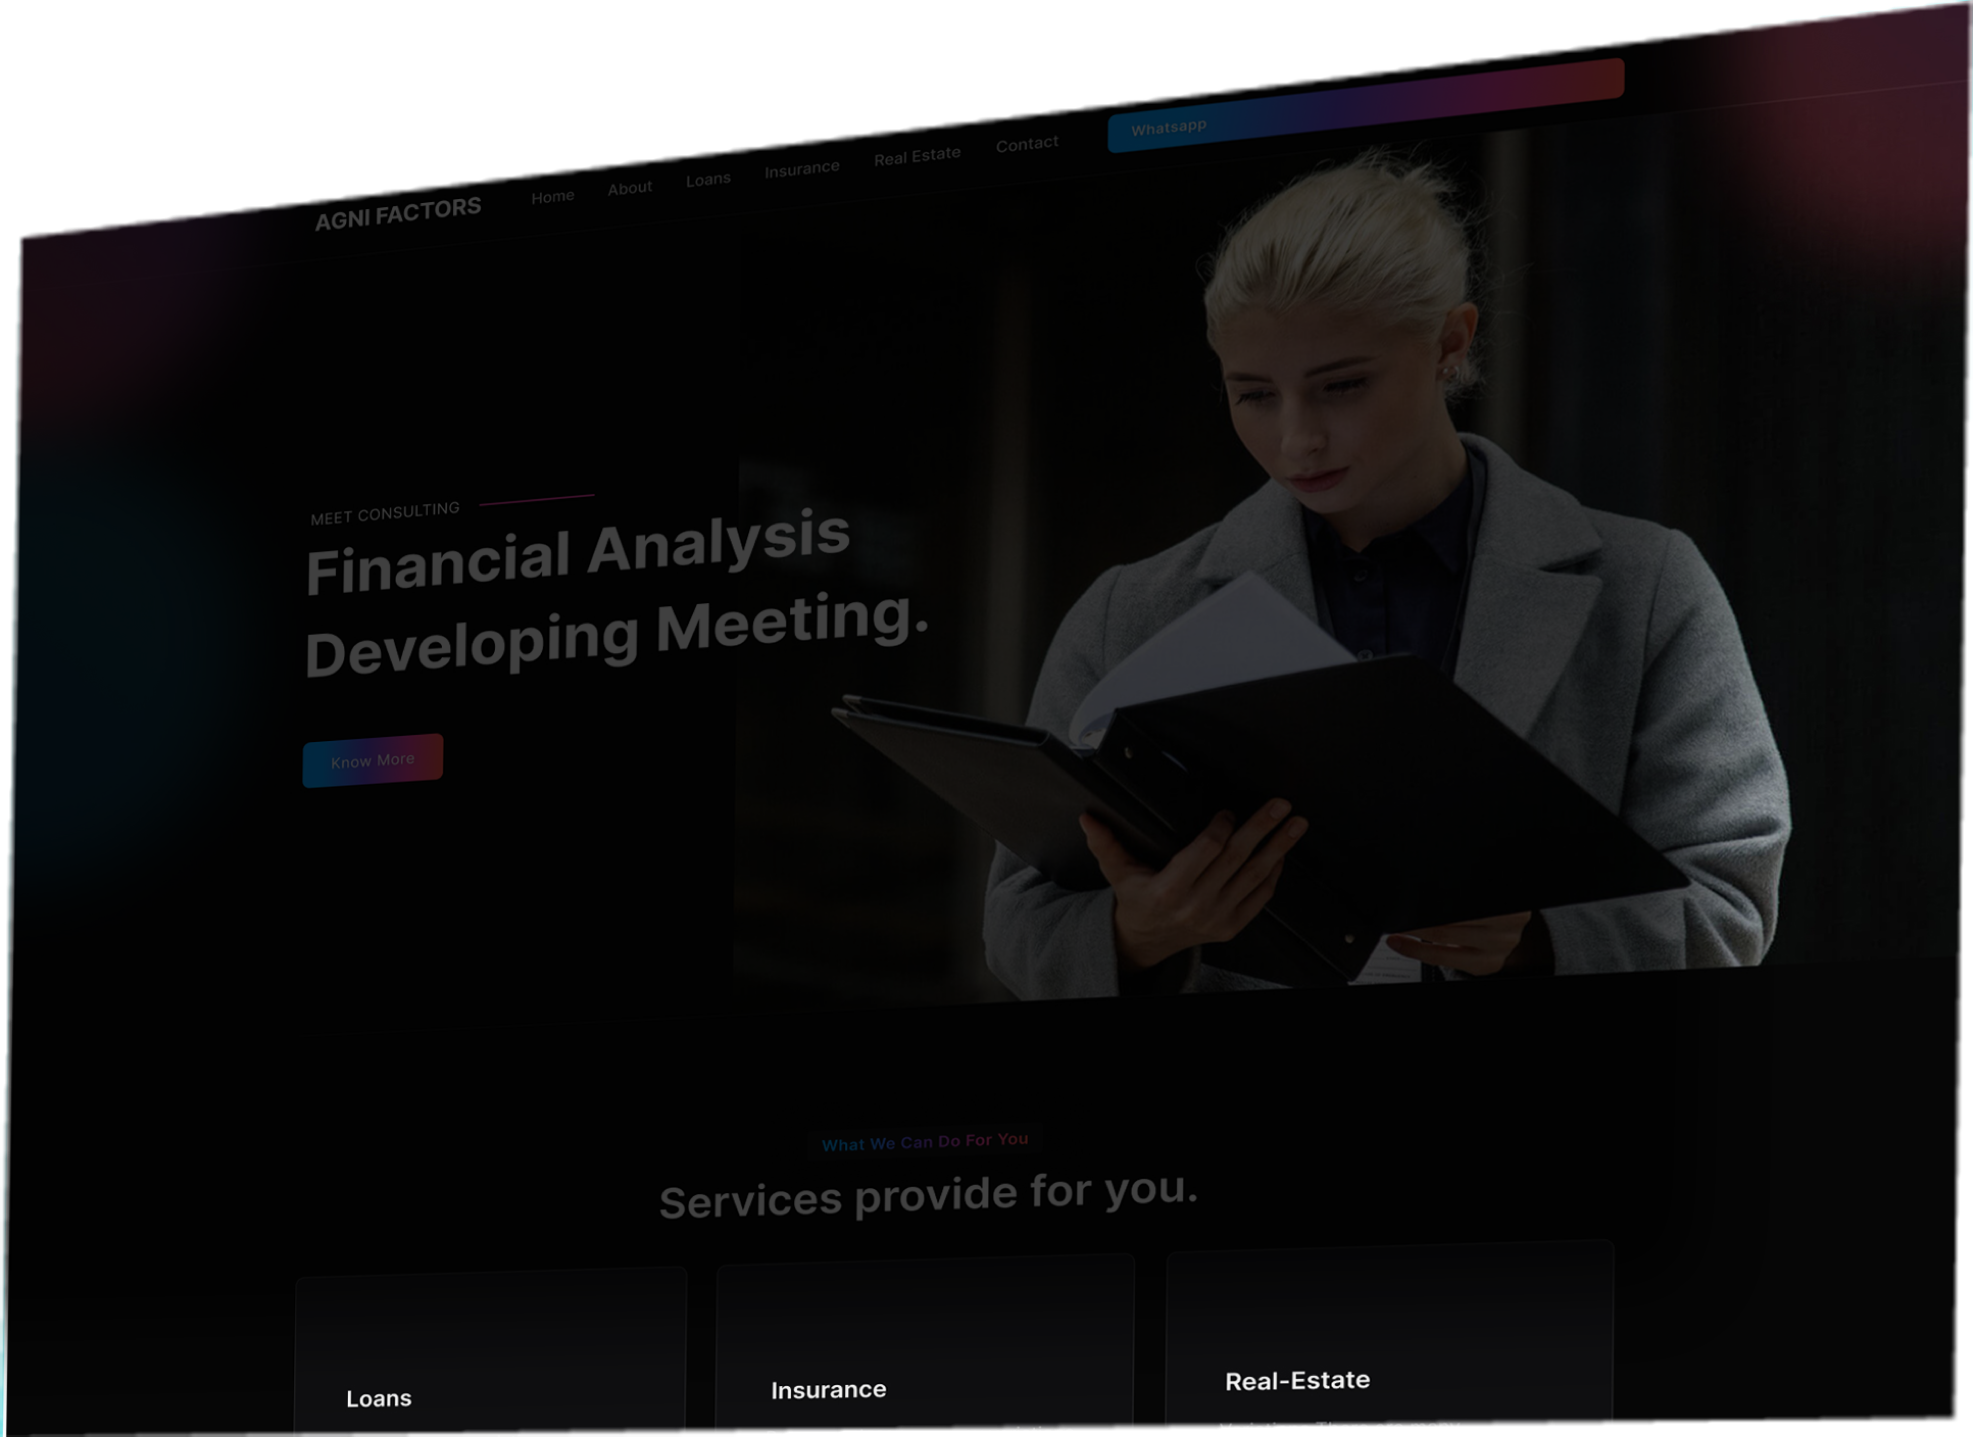 AGNI FACTORS
Home About Loans Insurance Real Estate Contact Whatsapp
MEET CONSULTING
Financial Analysis
Developing Meeting.
Know More
What We Can Do For You
Services provide for you.
Loans Insurance Real-Estate